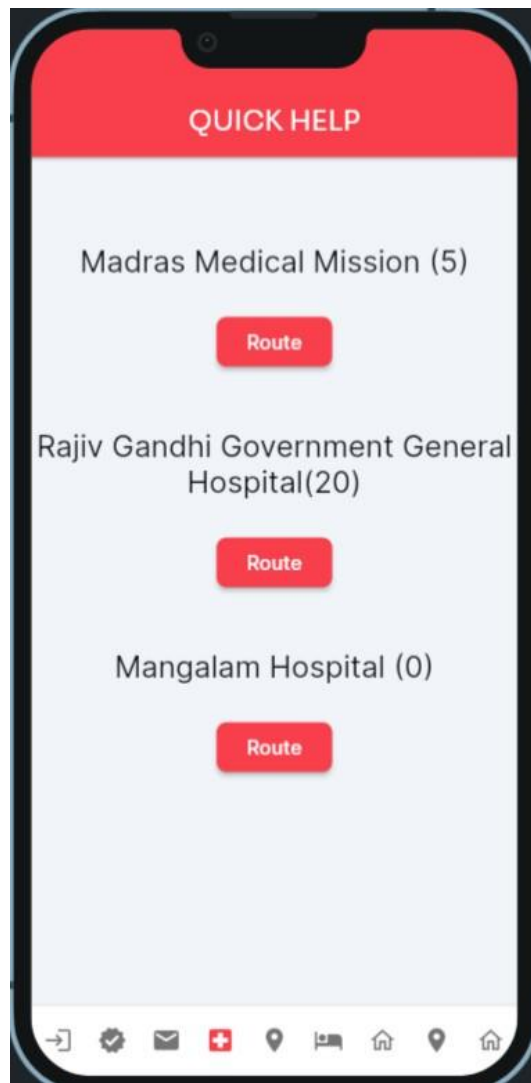 QUICK HELP
Madras Medical Mission (5)
Route
Rajiv Gandhi Government General
Hospital(20)
Route
Mangalam Hospital (0)
Route